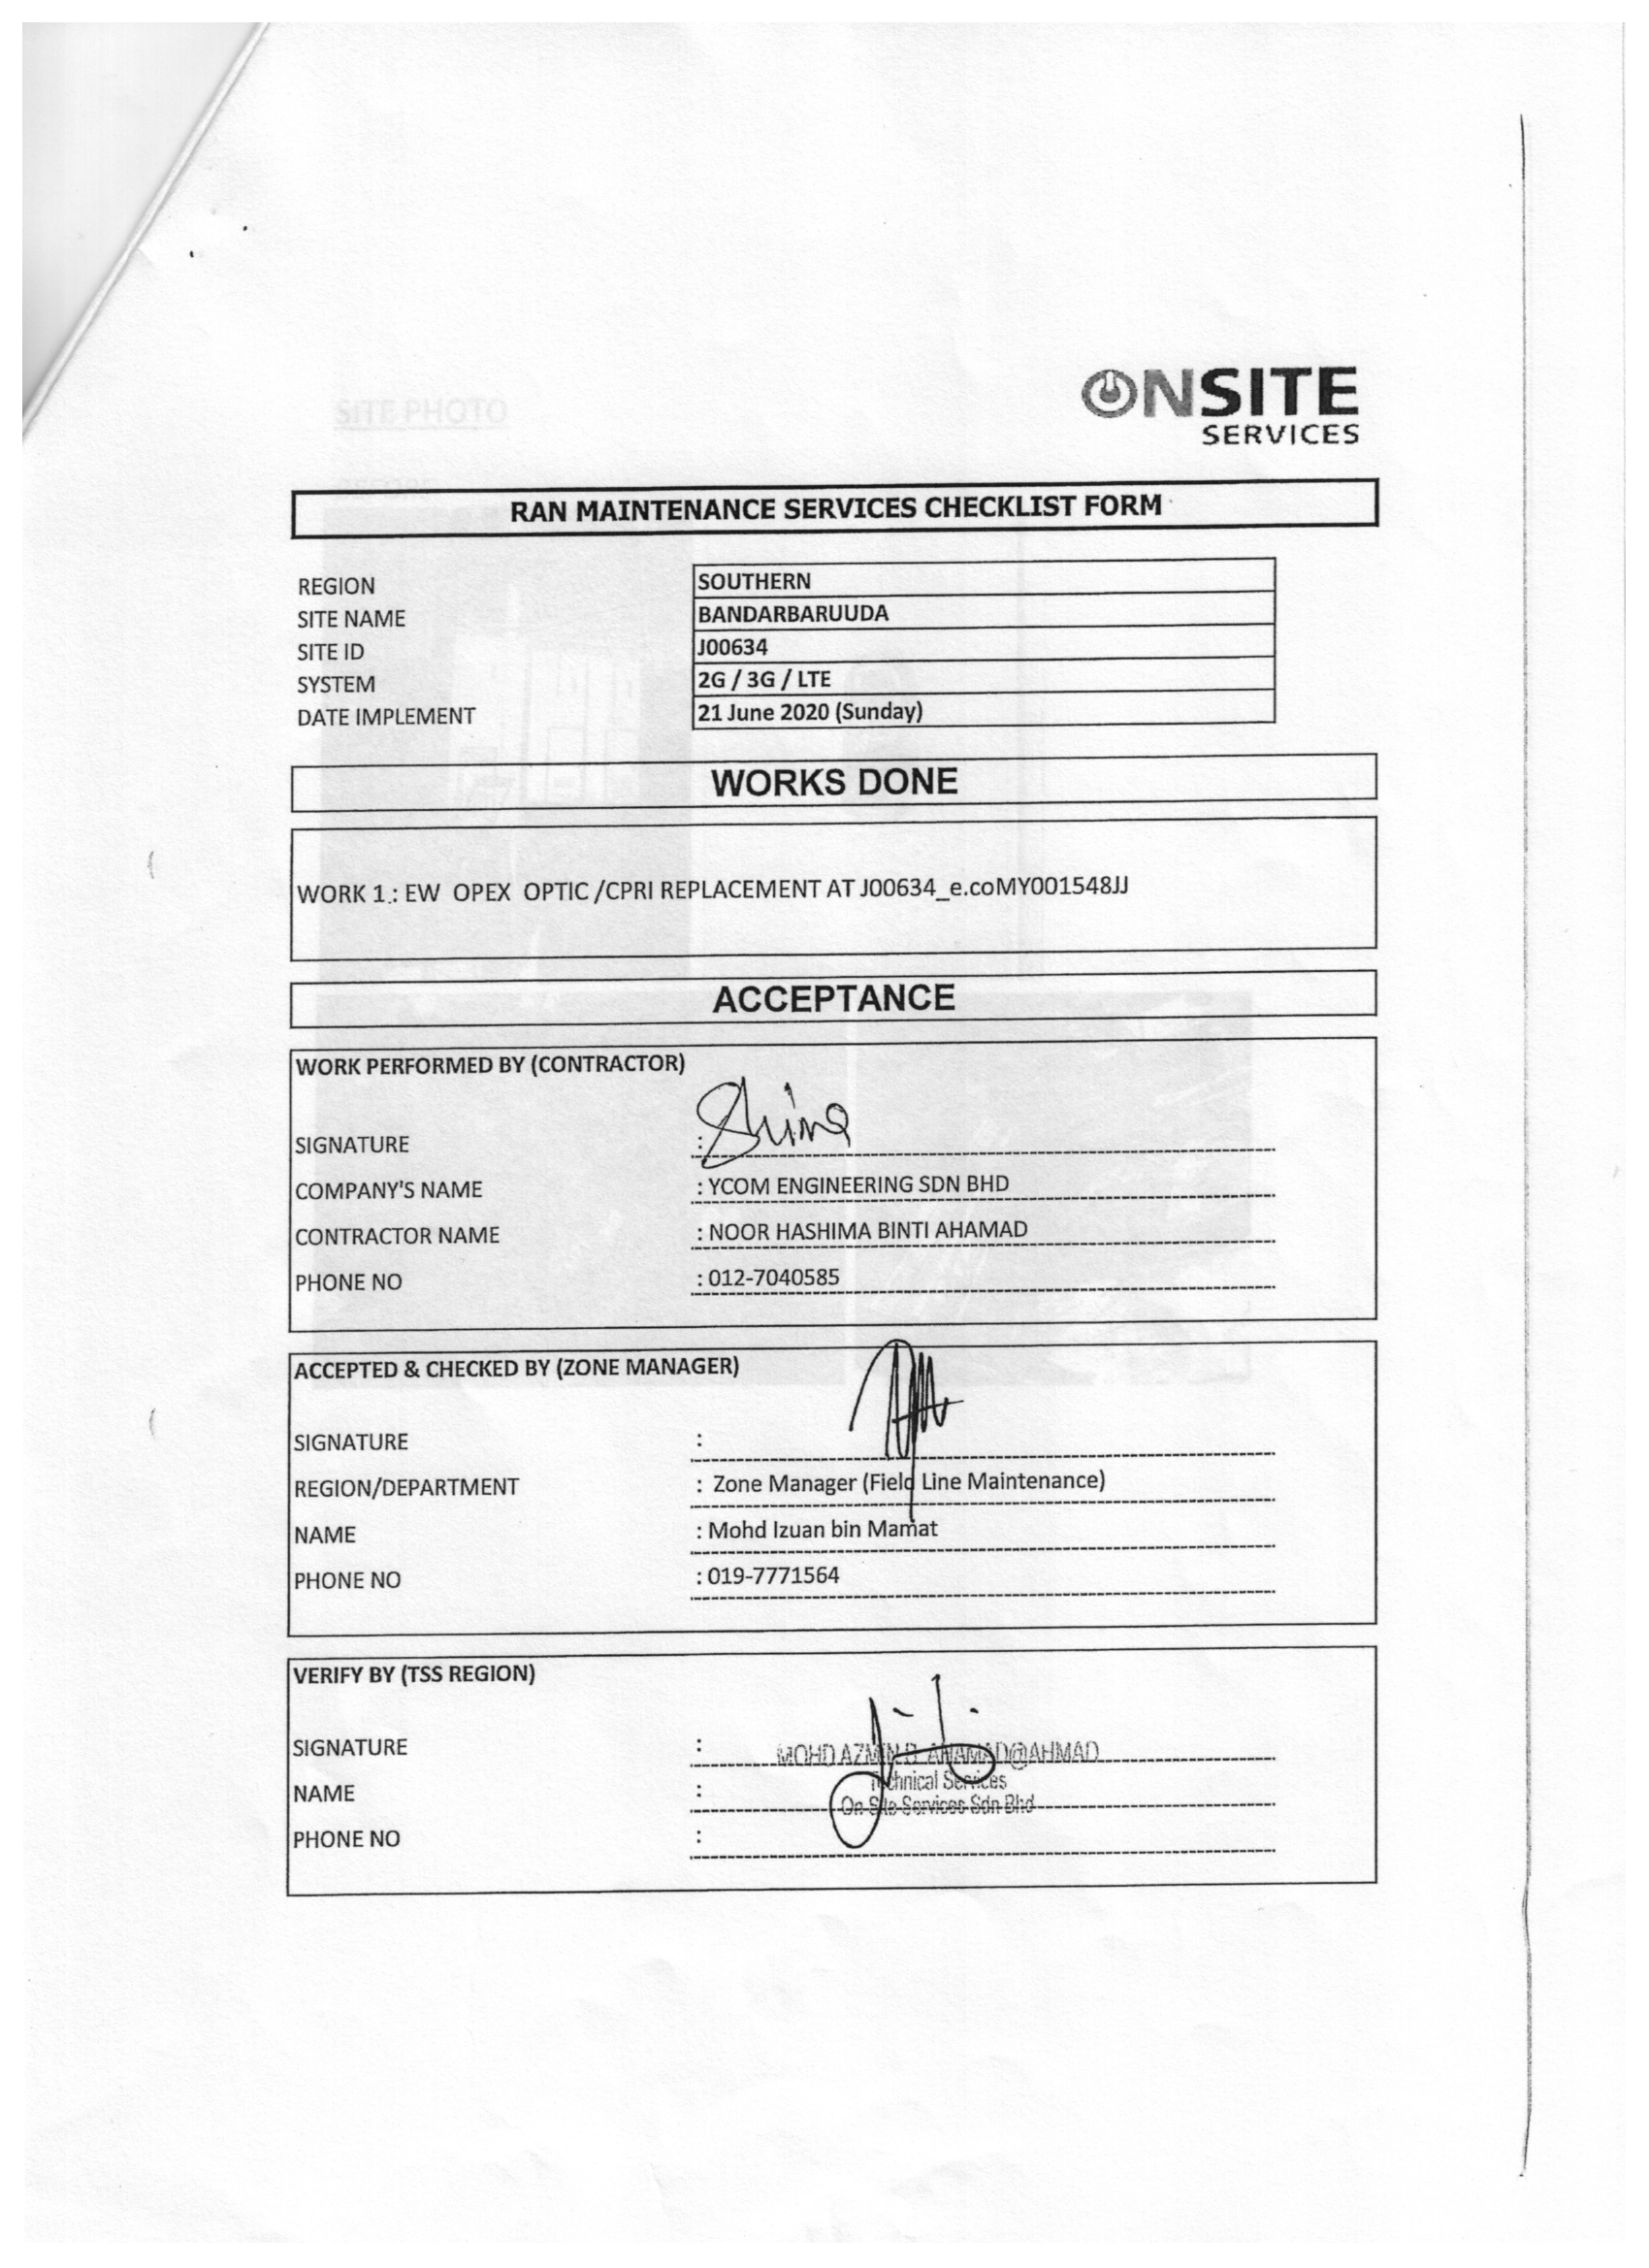 SITE PHOTO
BEFORE
ONSITE
SERVICES
RAN MAINTENANCE SERVICES CHECKLIST FORM
REGION SOUTHERN
SITE NAME BANDARBARUUDA
SITE ID J00634
SYSTEM 2G / 3G / LTE
DATE IMPLEMENT 21 June 2020 (Sunday)
WORKS DONE
WORK 1.: EW OPEX OPTIC /CPRI REPLACEMENT AT J00634_e.coMY001548JJ
ACCEPTANCE
WORK PERFORMED BY (CONTRACTOR)
SIGNATURE : Shima
COMPANY'S NAME : YCOM ENGINEERING SDN BHD
CONTRACTOR NAME : NOOR HASHIMA BINTI AHAMAD
PHONE NO : 012-7040585
ACCEPTED & CHECKED BY (ZONE MANAGER)
SIGNATURE :
REGION/DEPARTMENT : Zone Manager (Field Line Maintenance)
NAME : Mohd Izuan bin Mamat
PHONE NO : 019-7771564
VERIFY BY (TSS REGION)
SIGNATURE : MOHD AZMIN B. AHAMAD@AHMAD
Technical Services
NAME : On Site Services Sdn Bhd
PHONE NO :